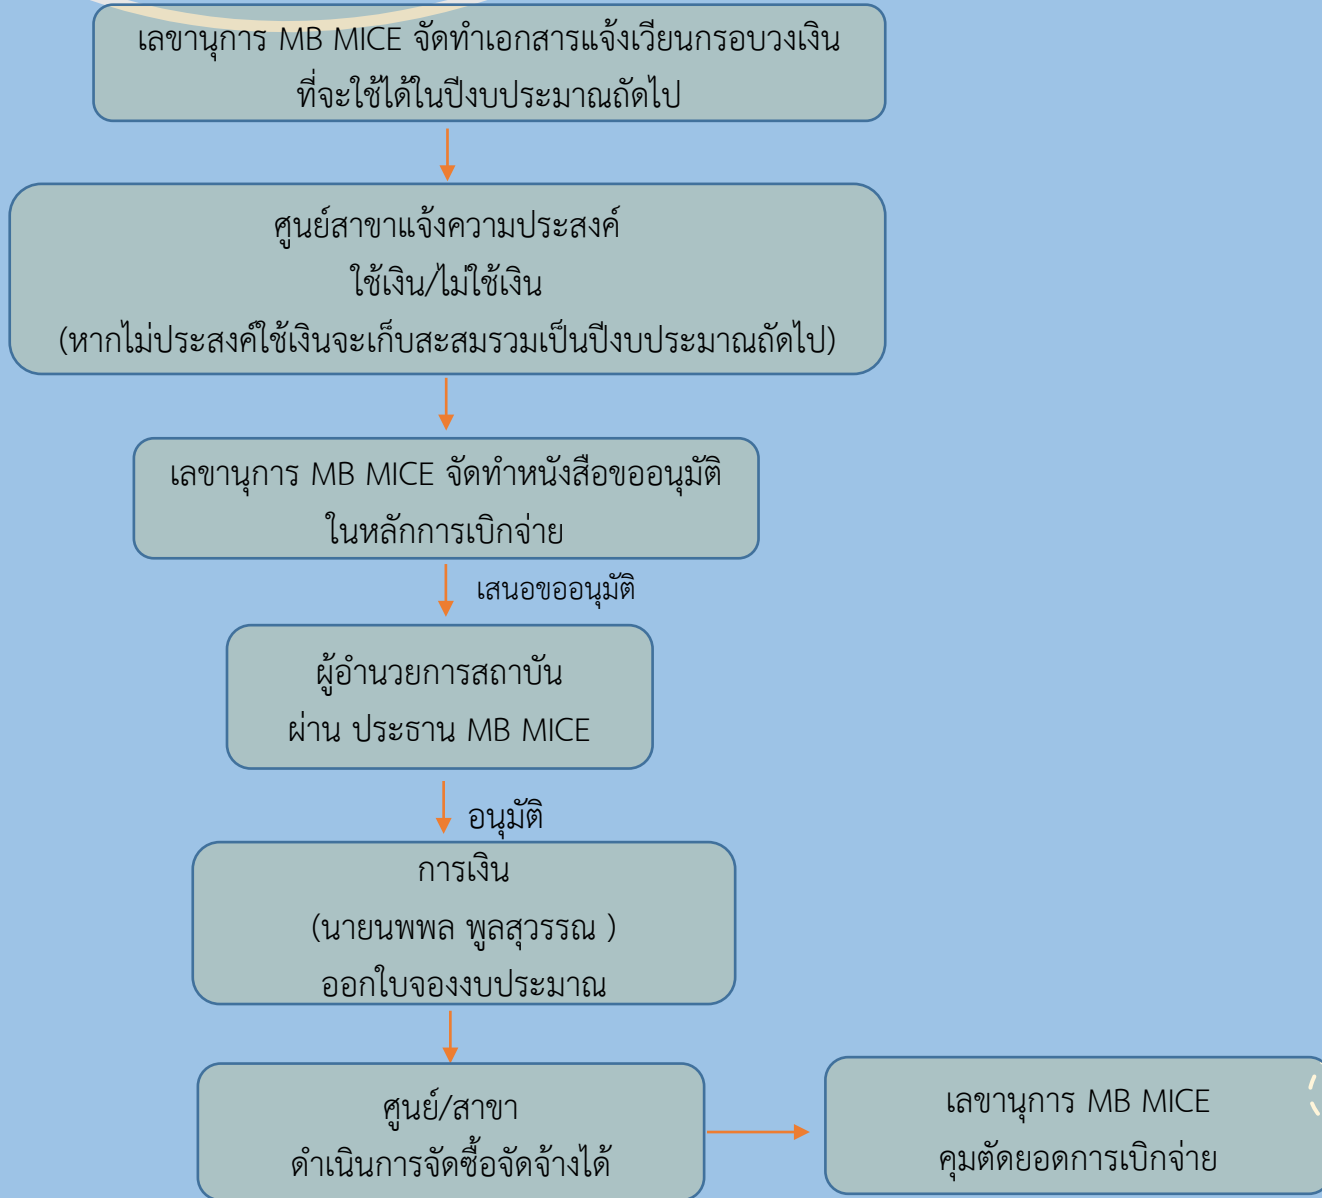 เลขานุการ MB MICE จัดทำเอกสารแจ้งเวียนกรอบวงเงิน
ที่จะใช้ได้ในปีงบประมาณถัดไป
ศูนย์สาขาแจ้งความประสงค์
ใช้เงิน/ไม่ใช้เงิน
(หากไม่ประสงค์ใช้เงินจะเก็บสะสมรวมเป็นปีงบประมาณถัดไป)
เลขานุการ MB MICE จัดทำหนังสือขออนุมัติ
ในหลักการเบิกจ่าย
เสนอขออนุมัติ
ผู้อำนวยการสถาบัน
ผ่าน ประธาน MB MICE
อนุมัติ
การเงิน
(นายนพพล พูลสุวรรณ )
ออกใบจองงบประมาณ
ศูนย์/สาขา
ดำเนินการจัดซื้อจัดจ้างได้
เลขานุการ MB MICE
คุมตัดยอดการเบิกจ่าย